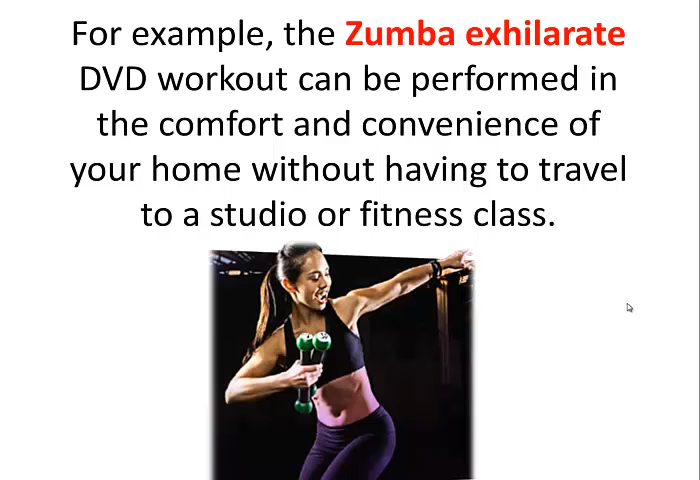 For example, the Zumba exhilarate
DVD workout can be performed in
the comfort and convenience of
your home without having to travel
to a studio or fitness class.